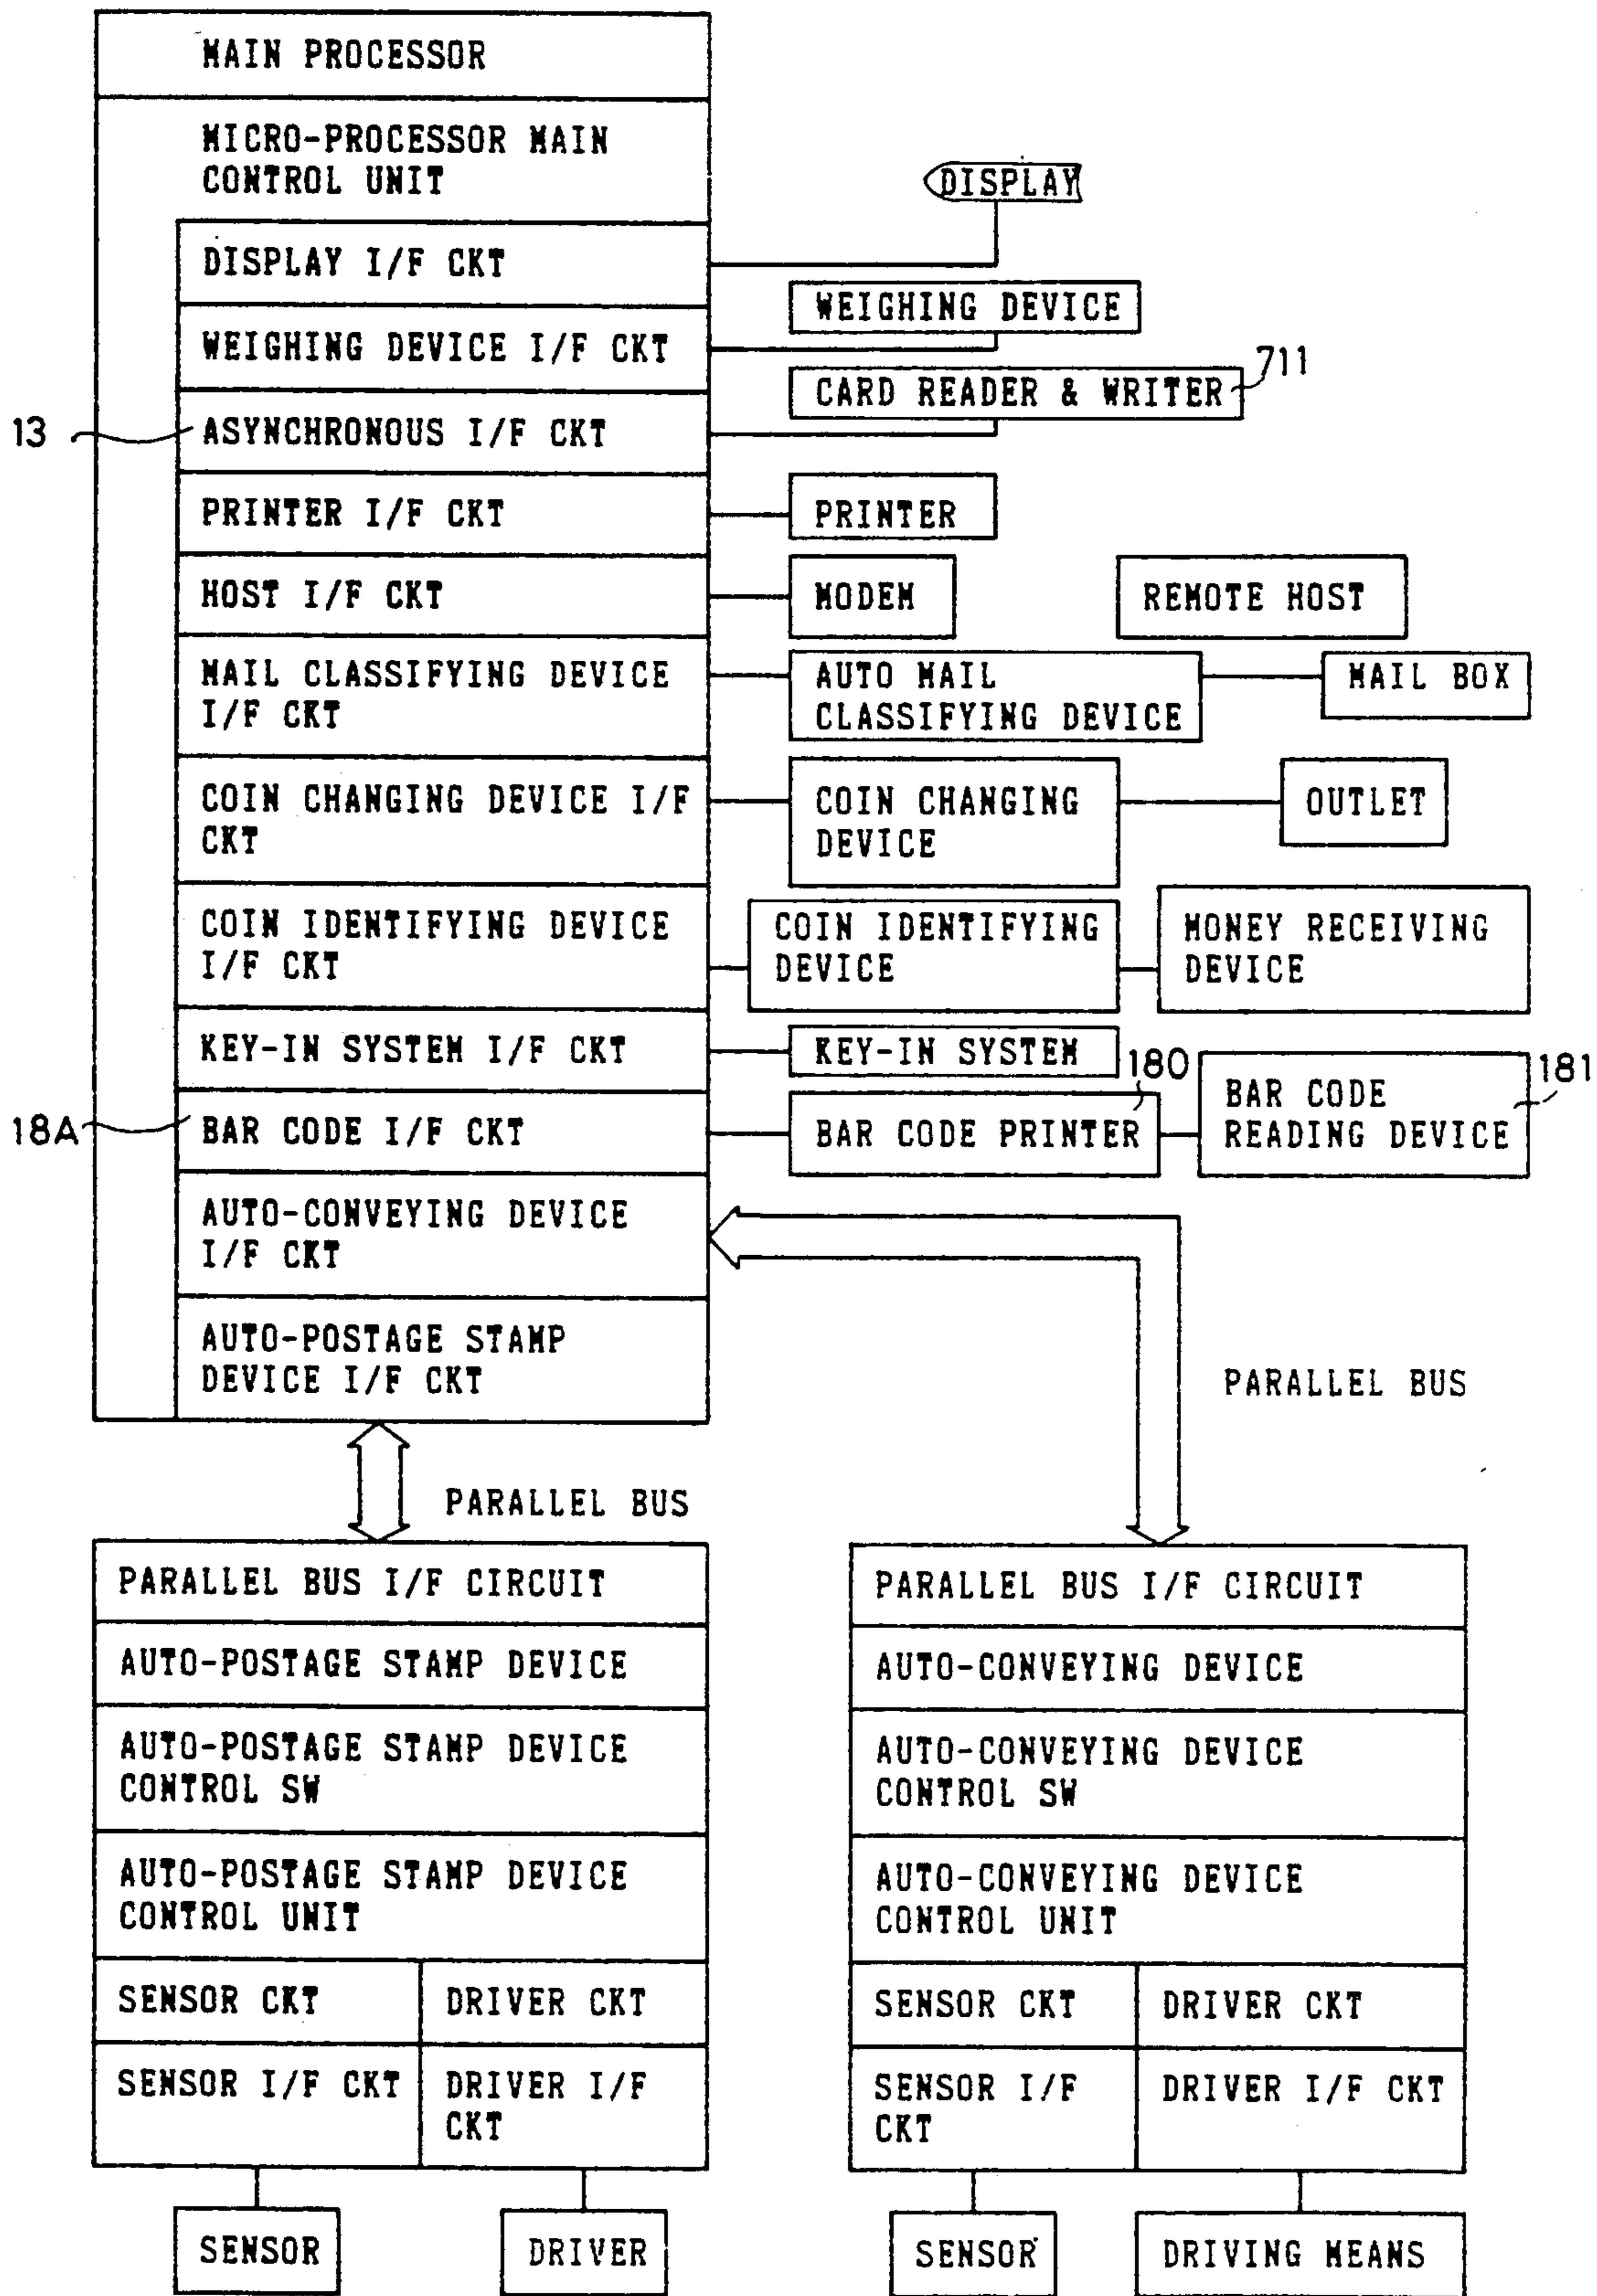 MAIN PROCESSOR
MICRO-PROCESSOR MAIN
CONTROL UNIT
DISPLAY
DISPLAY I/F CKT
WEIGHING DEVICE
WEIGHING DEVICE I/F CKT
CARD READER & WRITER
711
13
ASYNCHRONOUS I/F CKT
PRINTER I/F CKT
PRINTER
HOST I/F CKT
MODEM
REMOTE HOST
MAIL CLASSIFYING DEVICE
I/F CKT
AUTO MAIL
CLASSIFYING DEVICE
MAIL BOX
COIN CHANGING DEVICE I/F
CKT
COIN CHANGING
DEVICE
OUTLET
COIN IDENTIFYING DEVICE
I/F CKT
COIN IDENTIFYING
DEVICE
MONEY RECEIVING
DEVICE
KEY-IN SYSTEM I/F CKT
KEY-IN SYSTEM
180
181
18A
BAR CODE I/F CKT
BAR CODE PRINTER
BAR CODE
READING DEVICE
AUTO-CONVEYING DEVICE
I/F CKT
AUTO-POSTAGE STAMP
DEVICE I/F CKT
PARALLEL BUS
PARALLEL BUS
PARALLEL BUS I/F CIRCUIT
AUTO-POSTAGE STAMP DEVICE
AUTO-POSTAGE STAMP DEVICE
CONTROL SW
AUTO-POSTAGE STAMP DEVICE
CONTROL UNIT
SENSOR CKT
DRIVER CKT
SENSOR I/F CKT
DRIVER I/F
CKT
SENSOR
DRIVER
PARALLEL BUS I/F CIRCUIT
AUTO-CONVEYING DEVICE
AUTO-CONVEYING DEVICE
CONTROL SW
AUTO-CONVEYING DEVICE
CONTROL UNIT
SENSOR CKT
DRIVER CKT
SENSOR I/F
CKT
DRIVER I/F CKT
SENSOR
DRIVING MEANS